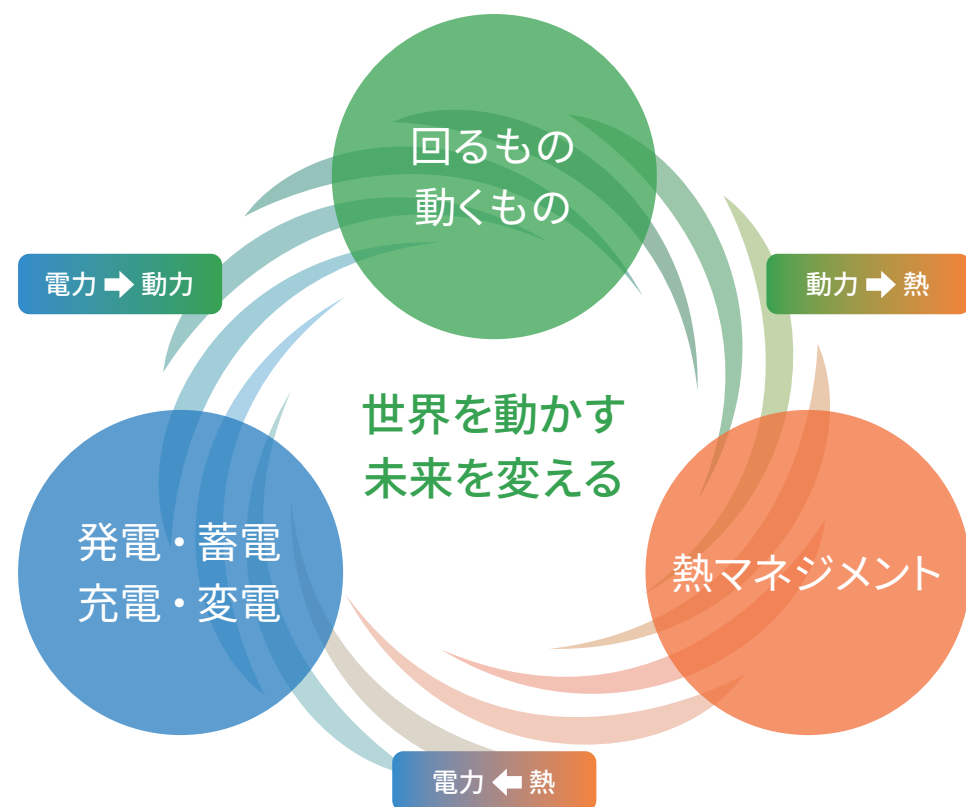 回るもの
動くもの
電力➡動力
動力➡熱
世界を動かす
未来を変える
発電・蓄電
充電・変電
熱マネジメント
電力⬅熱